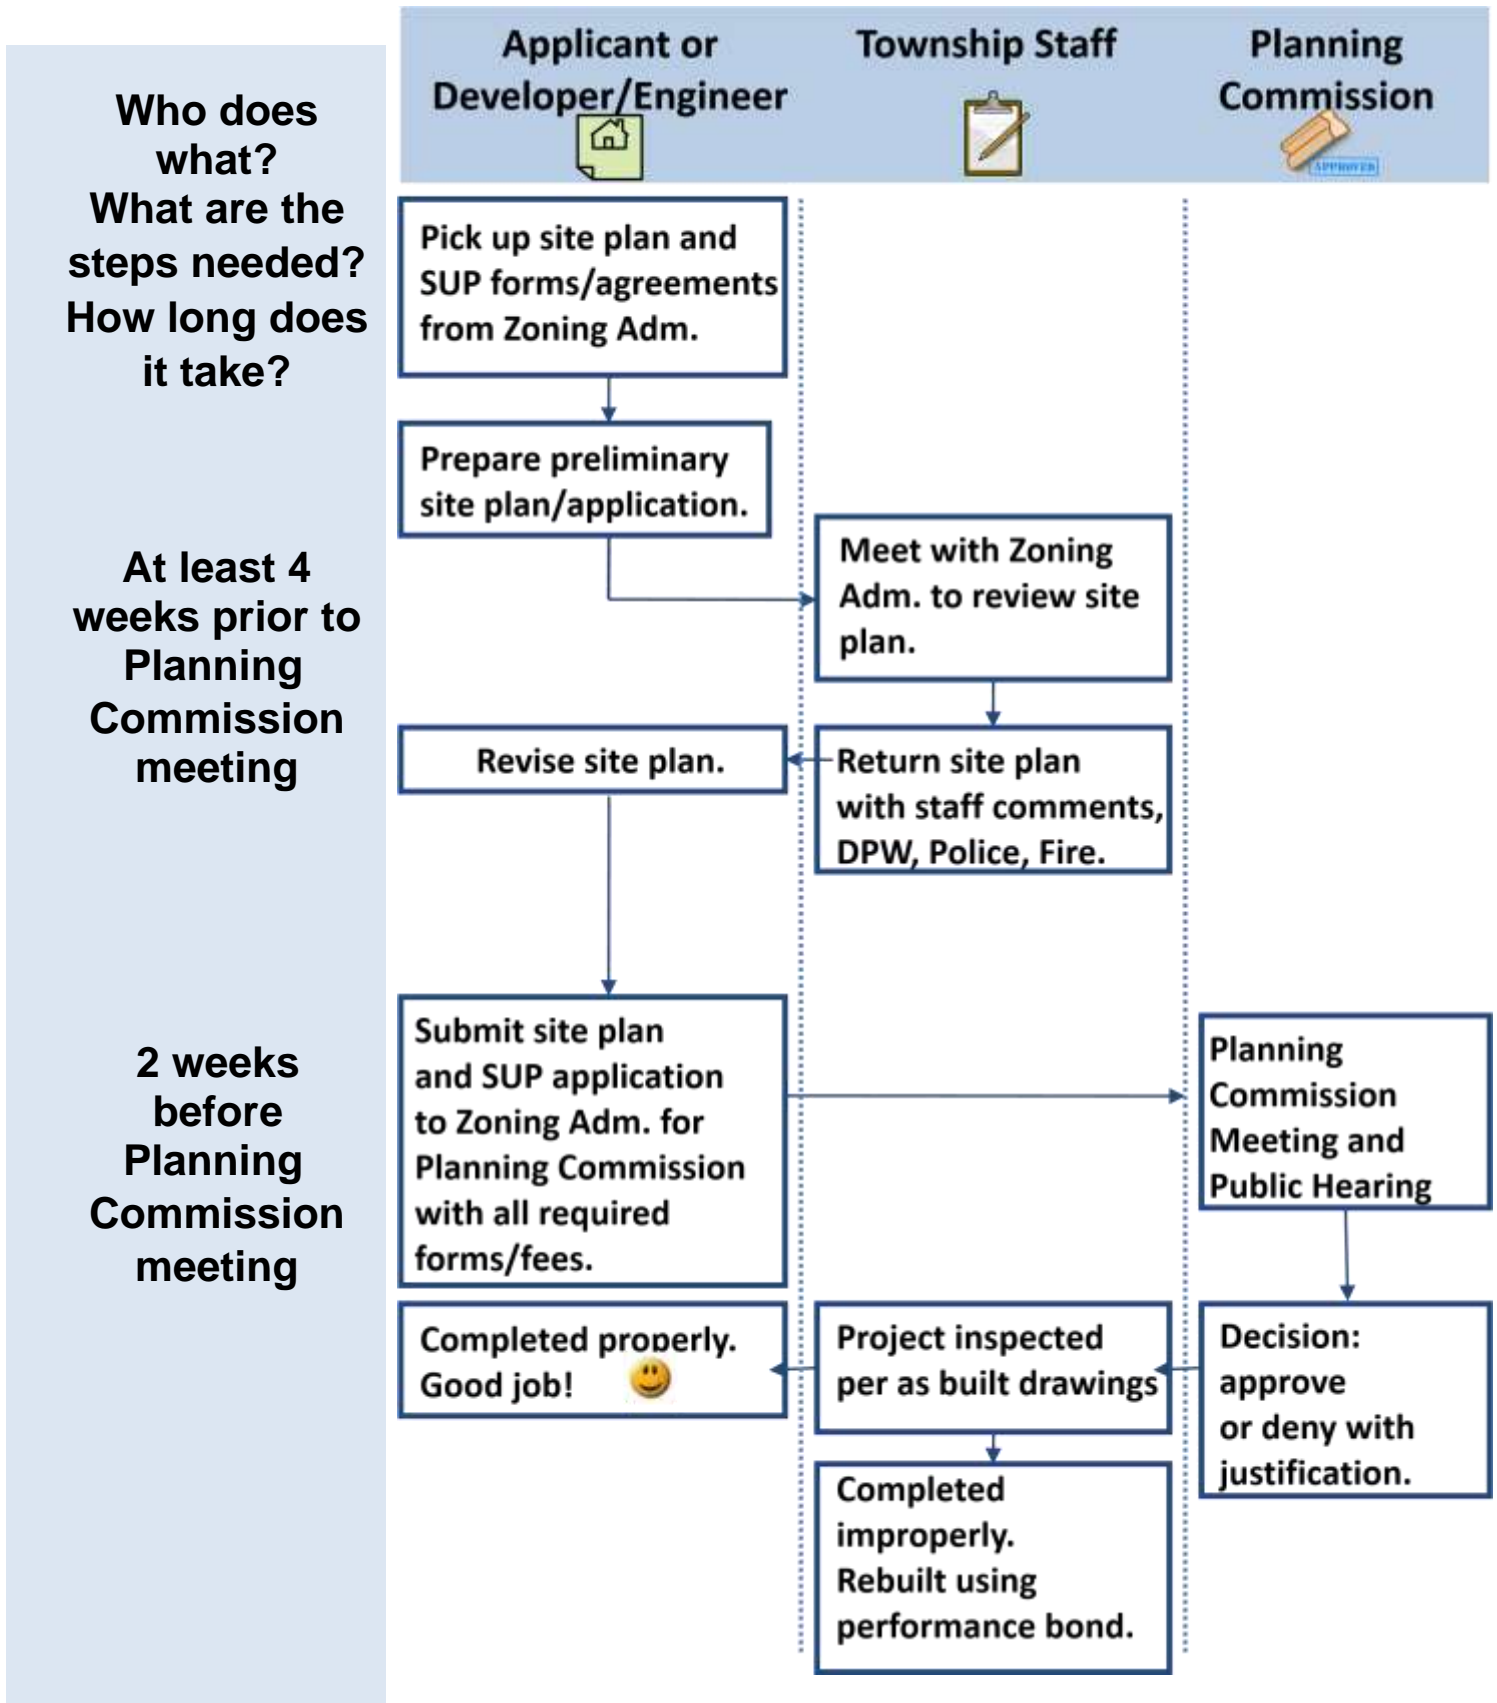 Who does
what?
What are the
steps needed?
How long does
it take?
At least 4
weeks prior to
Planning
Commission
meeting
2 weeks
before
Planning
Commission
meeting
Applicant or
Developer/Engineer
Township Staff
Planning
Commission
APPROVED
Pick up site plan and
SUP forms/agreements
from Zoning Adm.
Prepare preliminary
site plan/application.
Meet with Zoning
Adm. to review site
plan.
Return site plan
with staff comments,
DPW, Police, Fire.
Revise site plan.
Submit site plan
and SUP application
to Zoning Adm. for
Planning Commission
with all required
forms/fees.
Planning
Commission
Meeting and
Public Hearing
Decision:
approve
or deny with
justification.
Project inspected
per as built drawings
Completed properly.
Good job!
Completed
improperly.
Rebuilt using
performance bond.